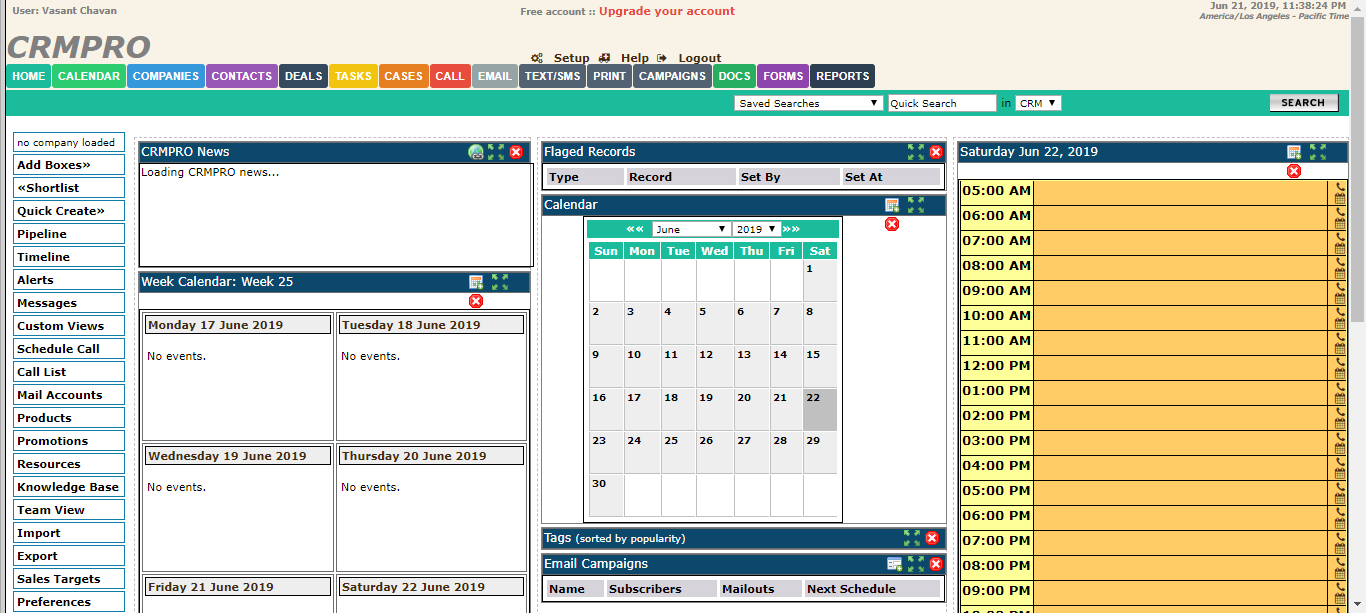 User: Vasant Chavan
Free account :: Upgrade your account
Jun 21, 2019, 11:38:24 PM
America/Los Angeles - Pacific Time
CRMPRO
Setup Help Logout
HOME CALENDAR COMPANIES CONTACTS DEALS TASKS CASES CALL EMAIL TEXT/SMS PRINT CAMPAIGNS DOCS FORMS REPORTS
Saved Searches Quick Search in CRM SEARCH
no company loaded
Add Boxes»
«Shortlist
Quick Create»
Pipeline
Timeline
Alerts
Messages
Custom Views
Schedule Call
Call List
Mail Accounts
Products
Promotions
Resources
Knowledge Base
Team View
Import
Export
Sales Targets
Preferences
CRMPRO News
Loading CRMPRO news...
Week Calendar: Week 25
Monday 17 June 2019 Tuesday 18 June 2019
No events. No events.
Wednesday 19 June 2019 Thursday 20 June 2019
No events. No events.
Friday 21 June 2019 Saturday 22 June 2019
Flaged Records
Type Record Set By Set At
Calendar
«« June 2019 »»
Sun Mon Tue Wed Thu Fri Sat
1
2 3 4 5 6 7 8
9 10 11 12 13 14 15
16 17 18 19 20 21 22
23 24 25 26 27 28 29
30
Tags (sorted by popularity)
Email Campaigns
Name Subscribers Mailouts Next Schedule
Saturday Jun 22, 2019
05:00 AM
06:00 AM
07:00 AM
08:00 AM
09:00 AM
10:00 AM
11:00 AM
12:00 PM
01:00 PM
02:00 PM
03:00 PM
04:00 PM
05:00 PM
06:00 PM
07:00 PM
08:00 PM
09:00 PM